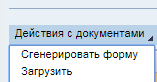 Действия с документами
Сгенерировать форму
Загрузить